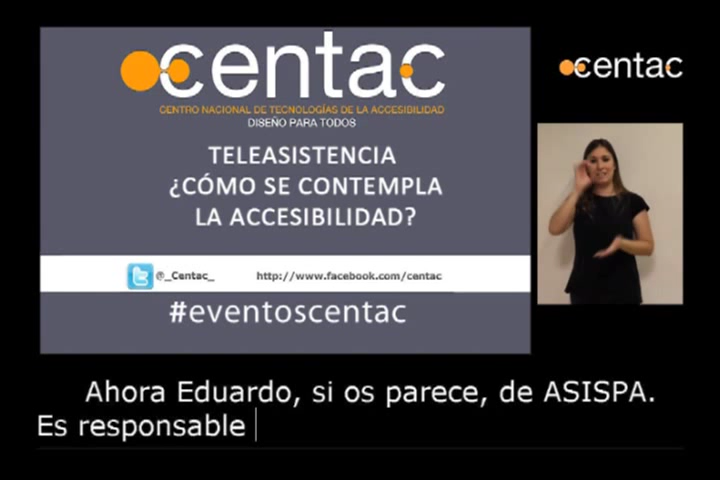 centac
CENTRO NACIONAL DE TECNOLOGÍAS DE LA ACCESIBILIDAD
DISEÑO PARA TODOS
TELEASISTENCIA
¿CÓMO SE CONTEMPLA
LA ACCESIBILIDAD?
@_Centac_ http://www.facebook.com/centac
#eventoscentac
centac
Ahora Eduardo, si os parece, de ASISPA.
Es responsable